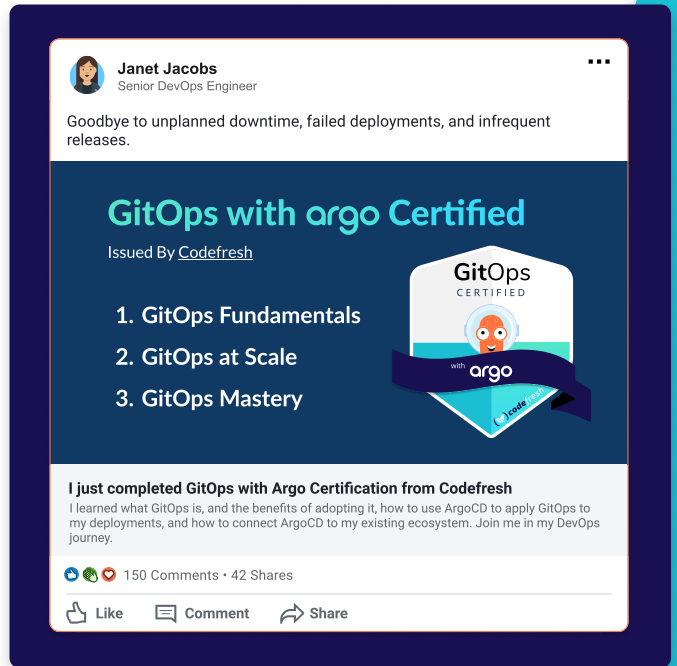 Janet Jacobs
Senior DevOps Engineer
Goodbye to unplanned downtime, failed deployments, and infrequent
releases.
GitOps with argo Certified
Issued By Codefresh
1. GitOps Fundamentals
2. GitOps at Scale
3. GitOps Mastery
GitOps
CERTIFIED
with argo
codefresh
I just completed GitOps with Argo Certification from Codefresh
I learned what GitOps is, and the benefits of adopting it, how to use ArgoCD to apply GitOps to
my deployments, and how to connect ArgoCD to my existing ecosystem. Join me in my DevOps
journey.
150 Comments • 42 Shares
Like Comment Share